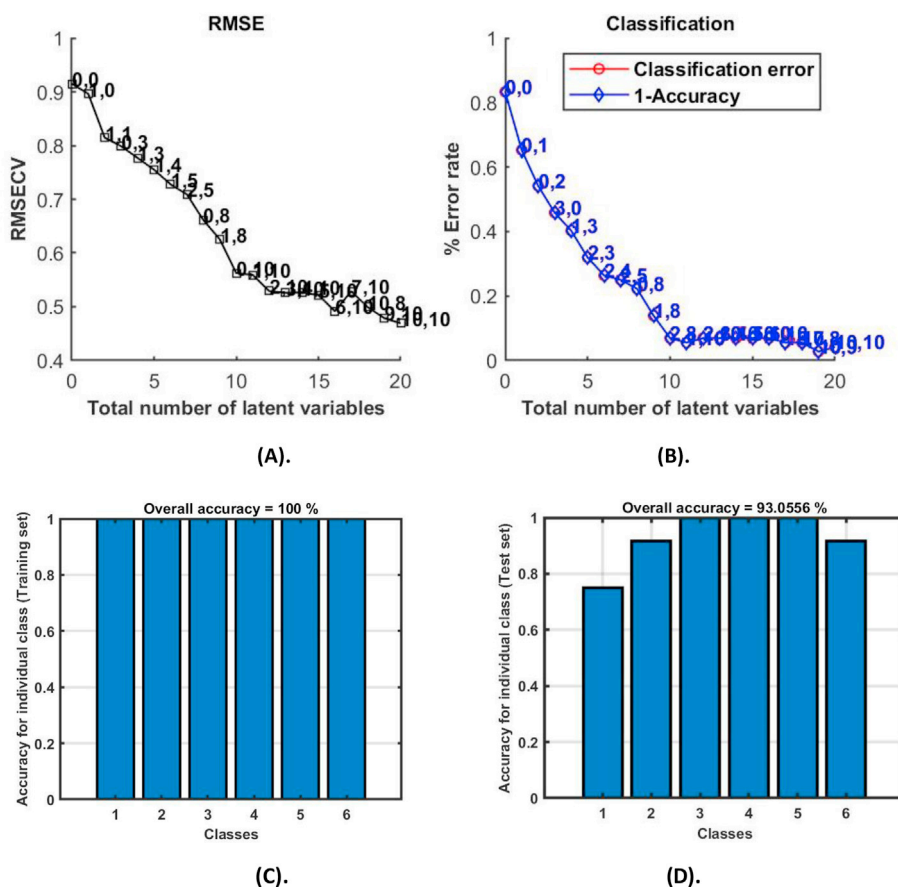 RMSE
1
0.9
0.8
0.7
0.6
0.5
0.4
RMSECV
0,0
1,0
1,1
0,3
1,3
1,4
1,5
2,5
0,8
1,8
0,10
1,10
2,10
6,10
7,10
10,8
9,10
10,10
0 5 10 15 20
Total number of latent variables
(A).
Classification
1
0.8
0.6
0.4
0.2
0
% Error rate
Classification error
1-Accuracy
0,0
0,1
0,2
3,0
1,3
2,3
2,4
2,5
0,8
1,8
2,8
10,9
0 5 10 15 20
Total number of latent variables
(B).
Overall accuracy = 100 %
1
0.8
0.6
0.4
0.2
0
Accuracy for individual class (Training set)
1 2 3 4 5 6
Classes
(C).
Overall accuracy = 93.0556 %
1
0.8
0.6
0.4
0.2
0
Accuracy for individual class (Test set)
1 2 3 4 5 6
Classes
(D).